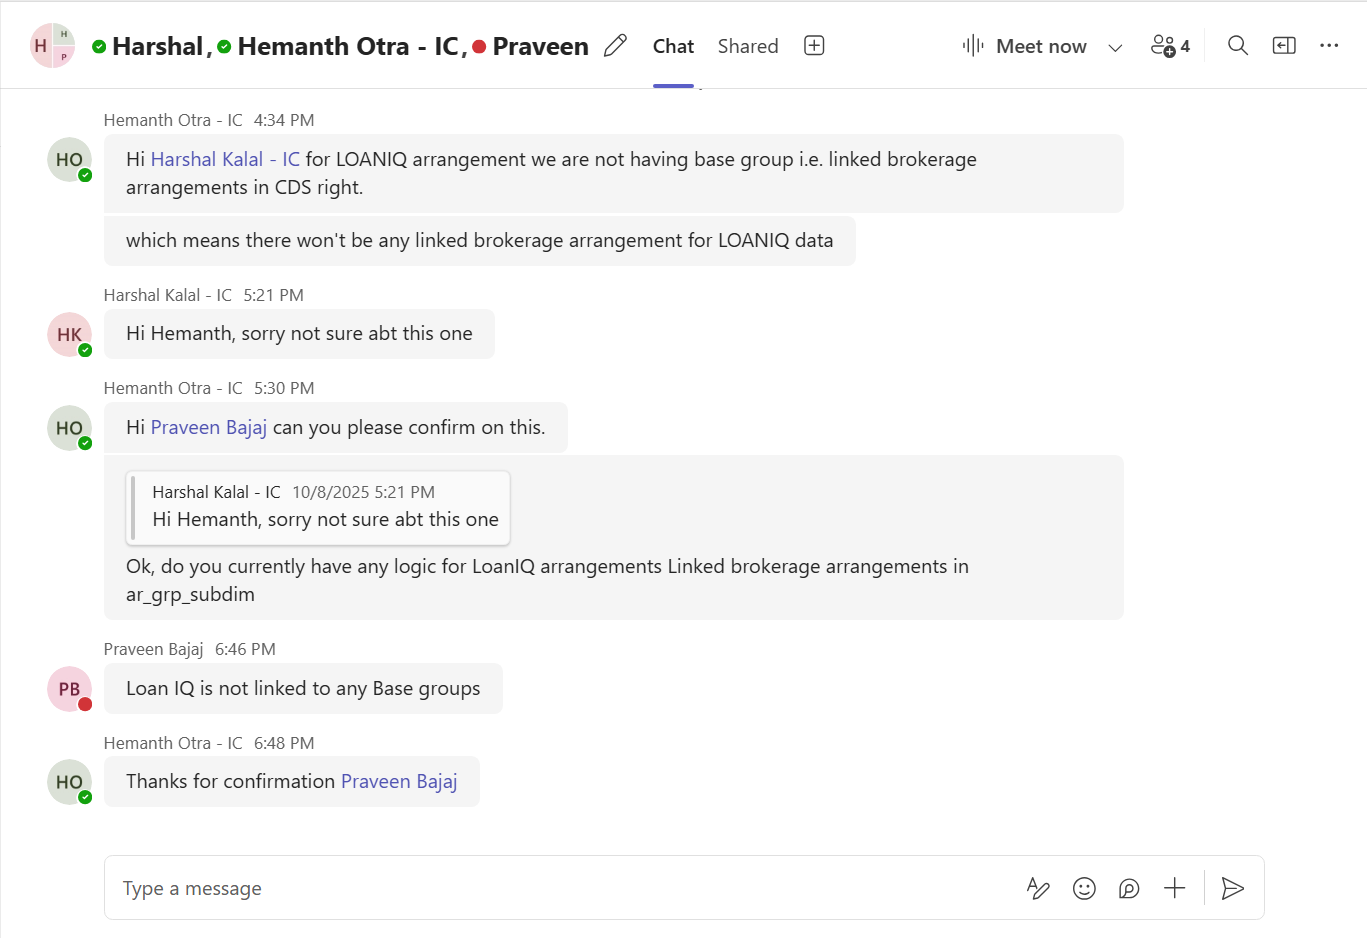 H H P Harshal, Hemanth Otra - IC, Praveen Chat Shared Meet now 4
Hemanth Otra - IC 4:34 PM
HO
Hi Harshal Kalal - IC for LOANIQ arrangement we are not having base group i.e. linked brokerage
arrangements in CDS right.
which means there won't be any linked brokerage arrangement for LOANIQ data
Harshal Kalal - IC 5:21 PM
HK
Hi Hemanth, sorry not sure abt this one
Hemanth Otra - IC 5:30 PM
HO
Hi Praveen Bajaj can you please confirm on this.
Harshal Kalal - IC 10/8/2025 5:21 PM
Hi Hemanth, sorry not sure abt this one
Ok, do you currently have any logic for LoanIQ arrangements Linked brokerage arrangements in
ar_grp_subdim
Praveen Bajaj 6:46 PM
PB
Loan IQ is not linked to any Base groups
Hemanth Otra - IC 6:48 PM
HO
Thanks for confirmation Praveen Bajaj
Type a message